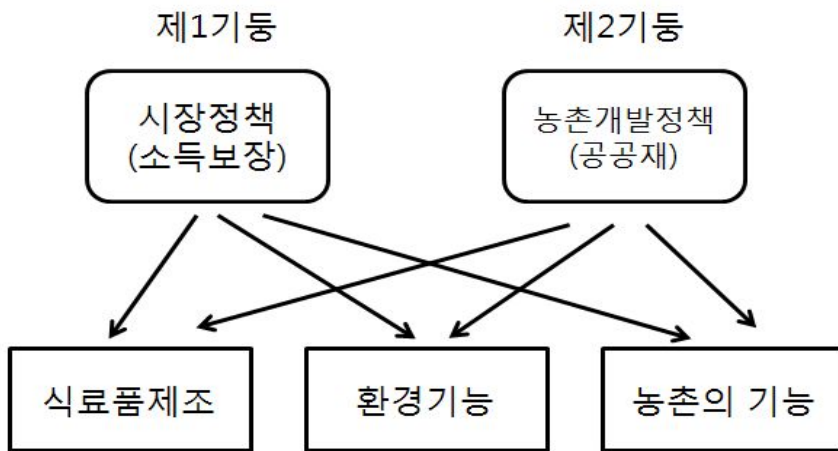 제1기둥
제2기둥
시장정책
(소득보장)
농촌개발정책
(공공재)
식료품제조
환경기능
농촌의 기능